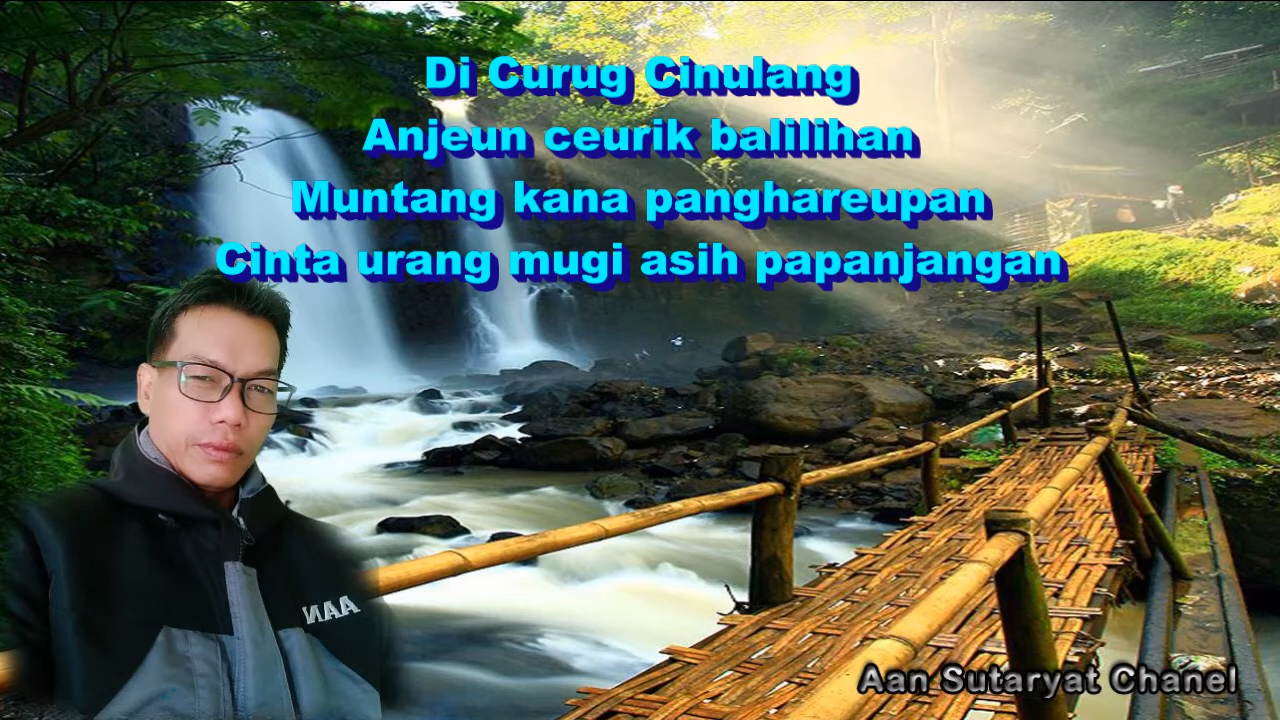 Di Curug Cinulang
Anjeun ceurik balilihan
Muntang kana panghareupan
Cinta urang mugi asih papanjangan
AAN
Aan Sutaryat Chanel